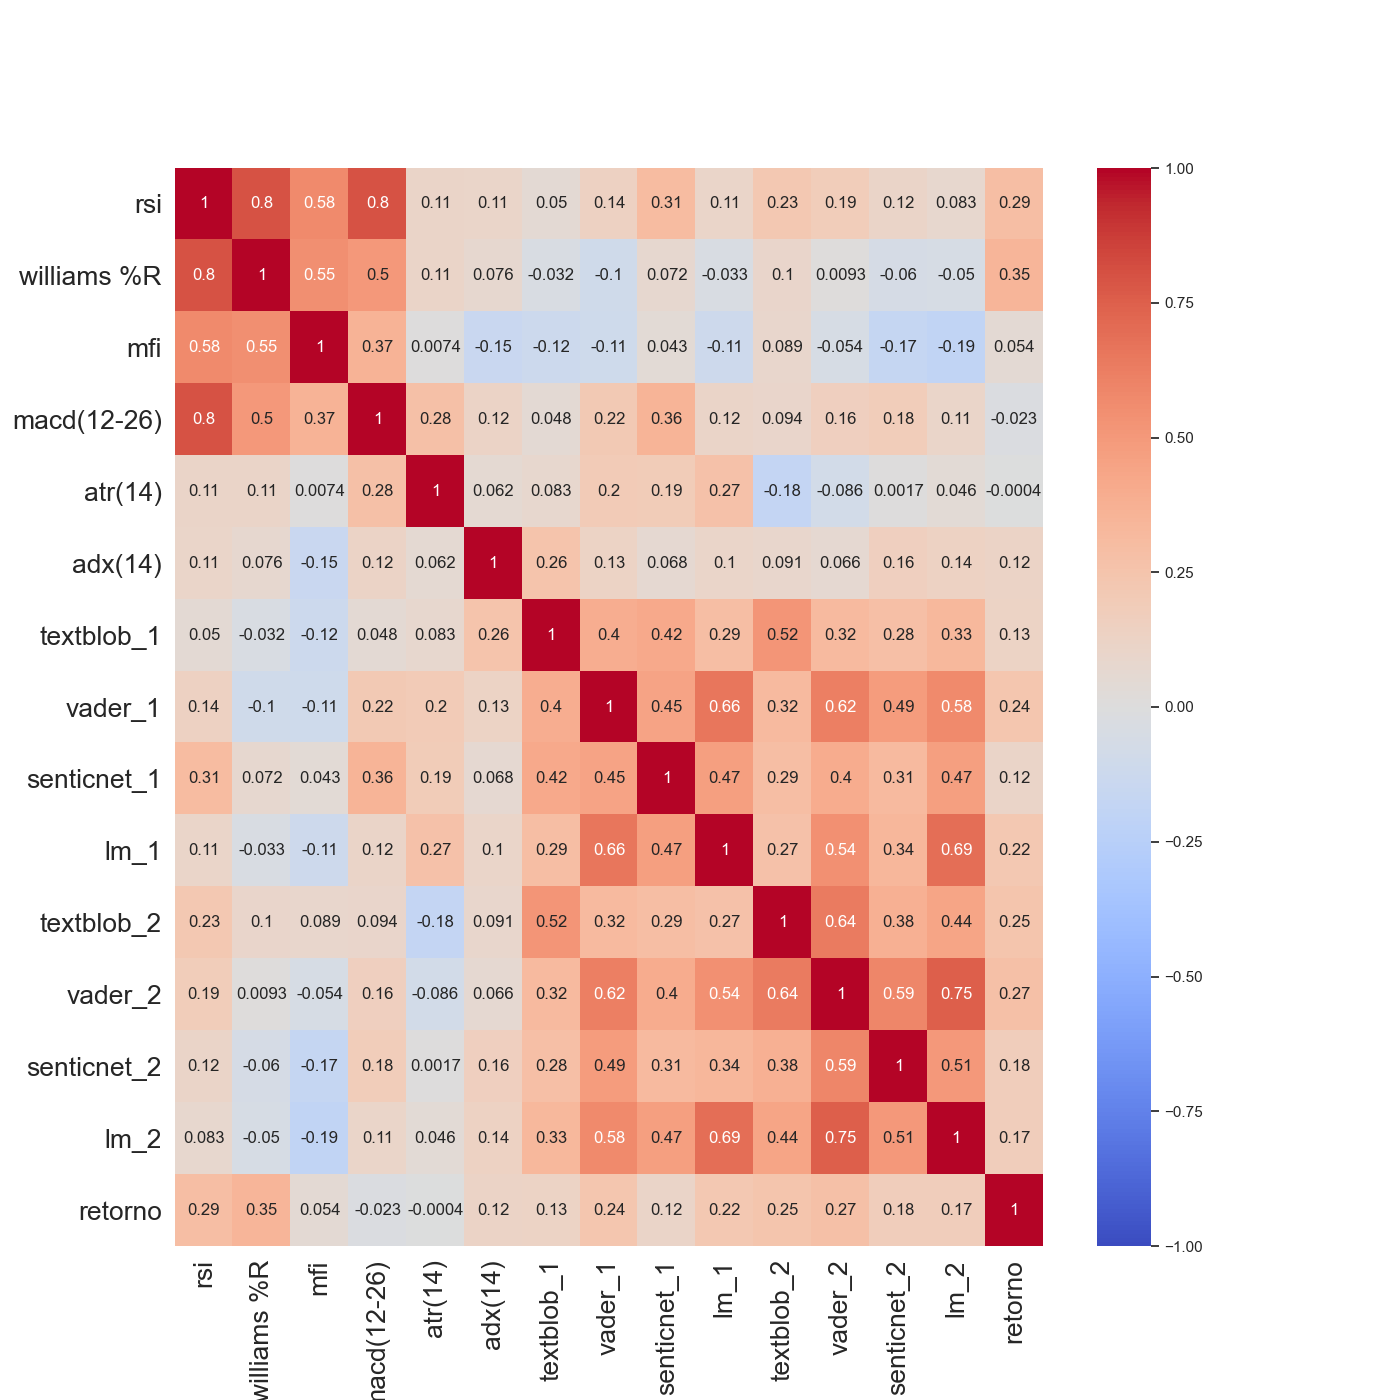 rsi 1 0.8 0.58 0.8 0.11 0.11 0.05 0.14 0.31 0.11 0.23 0.19 0.12 0.083 0.29
williams %R 0.8 1 0.55 0.5 0.11 0.076 -0.032 -0.1 0.072 -0.033 0.1 0.0093 -0.06 -0.05 0.35
mfi 0.58 0.55 1 0.37 0.0074 -0.15 -0.12 -0.11 0.043 -0.11 0.089 -0.054 -0.17 -0.19 0.054
macd(12-26) 0.8 0.5 0.37 1 0.28 0.12 0.048 0.22 0.36 0.12 0.094 0.16 0.18 0.11 -0.023
atr(14) 0.11 0.11 0.0074 0.28 1 0.062 0.083 0.2 0.19 0.27 -0.18 -0.086 0.0017 0.046 -0.0004
adx(14) 0.11 0.076 -0.15 0.12 0.062 1 0.26 0.13 0.068 0.1 0.091 0.066 0.16 0.14 0.12
textblob_1 0.05 -0.032 -0.12 0.048 0.083 0.26 1 0.4 0.42 0.29 0.52 0.32 0.28 0.33 0.13
vader_1 0.14 -0.1 -0.11 0.22 0.2 0.13 0.4 1 0.45 0.66 0.32 0.62 0.49 0.58 0.24
senticnet_1 0.31 0.072 0.043 0.36 0.19 0.068 0.42 0.45 1 0.47 0.29 0.4 0.31 0.47 0.12
lm_1 0.11 -0.033 -0.11 0.12 0.27 0.1 0.29 0.66 0.47 1 0.27 0.54 0.34 0.69 0.22
textblob_2 0.23 0.1 0.089 0.094 -0.18 0.091 0.52 0.32 0.29 0.27 1 0.64 0.38 0.44 0.25
vader_2 0.19 0.0093 -0.054 0.16 -0.086 0.066 0.32 0.62 0.4 0.54 0.64 1 0.59 0.75 0.27
senticnet_2 0.12 -0.06 -0.17 0.18 0.0017 0.16 0.28 0.49 0.31 0.34 0.38 0.59 1 0.51 0.18
lm_2 0.083 -0.05 -0.19 0.11 0.046 0.14 0.33 0.58 0.47 0.69 0.44 0.75 0.51 1 0.17
retorno 0.29 0.35 0.054 -0.023 -0.0004 0.12 0.13 0.24 0.12 0.22 0.25 0.27 0.18 0.17 1
rsi
williams %R
mfi
macd(12-26)
atr(14)
adx(14)
textblob_1
vader_1
senticnet_1
lm_1
textblob_2
vader_2
senticnet_2
lm_2
retorno
1.00
0.75
0.50
0.25
0.00
−0.25
−0.50
−0.75
−1.00